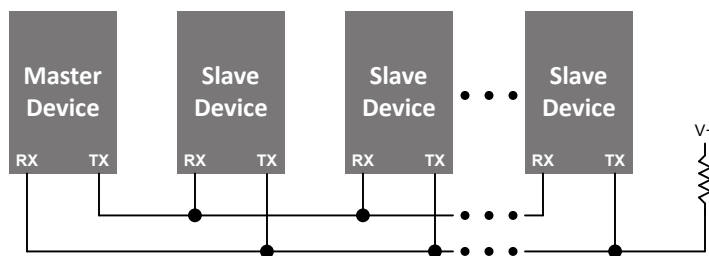 Master
Device
Slave
Device
Slave
Device
Slave
Device
V+
RX TX
RX TX
RX TX
RX TX